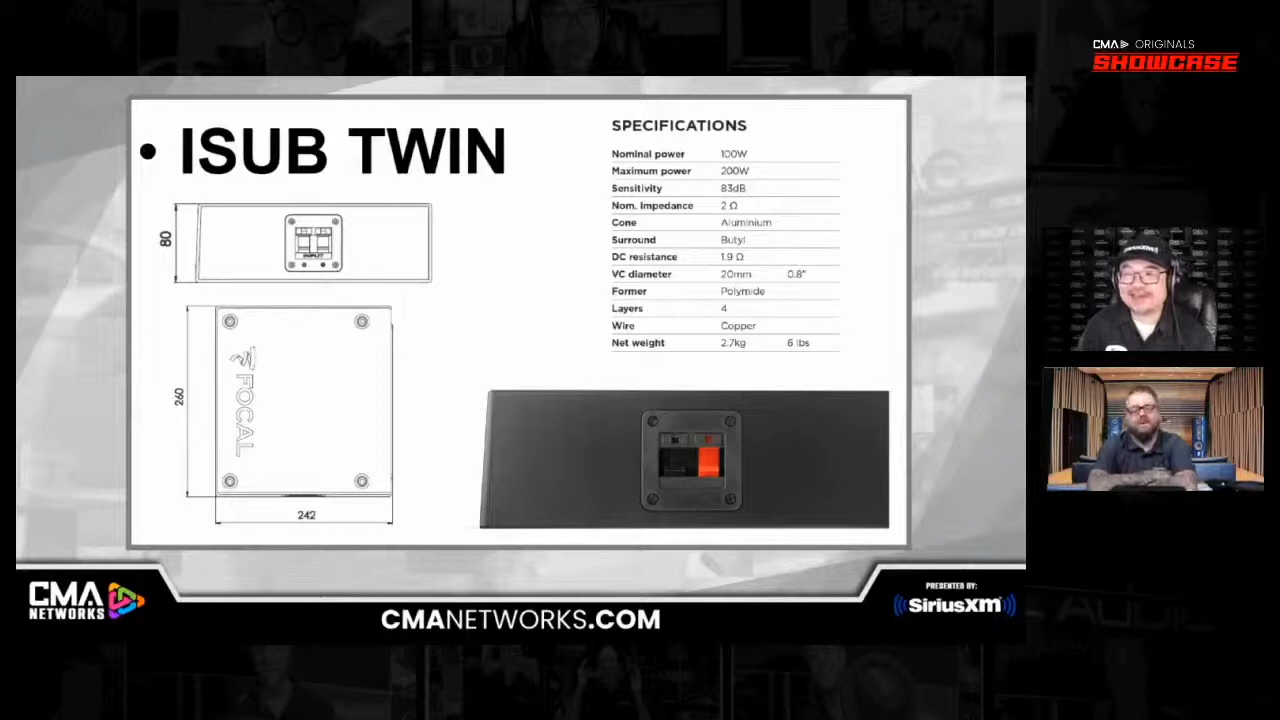 CMA ORIGINALS
SHOWCASE
• ISUB TWIN
SPECIFICATIONS
Nominal power 100W
Maximum power 200W
Sensitivity 83dB
Nom. Impedance 2 Ω
Cone Aluminium
Surround Butyl
DC resistance 1.9 Ω
VC diameter 20mm 0.8"
Former Polymide
Layers 4
Wire Copper
Net weight 2.7kg 6 lbs
80
INPUT
260
FOCAL
242
CMA
NETWORKS
CMANETWORKS.COM
PRESENTED BY:
SiriusXM